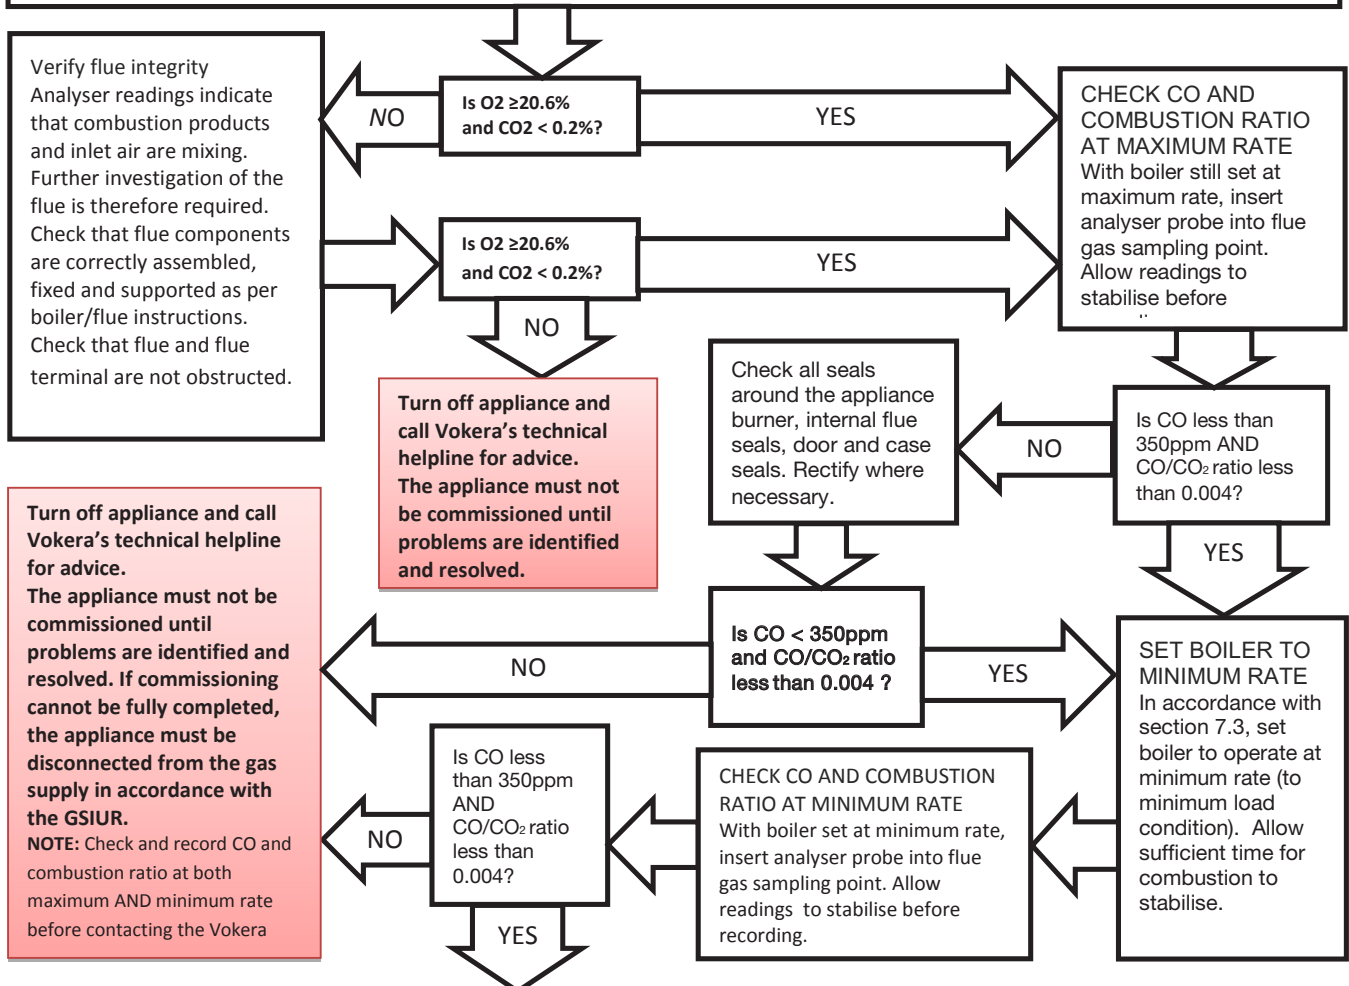 Verify flue integrity
Analyser readings indicate
that combustion products
and inlet air are mixing.
Further investigation of the
flue is therefore required.
Check that flue components
are correctly assembled,
fixed and supported as per
boiler/flue instructions.
Check that flue and flue
terminal are not obstructed.
NO
Is O2 ≥20.6%
and CO2 < 0.2%?
YES
CHECK CO AND
COMBUSTION RATIO
AT MAXIMUM RATE
With boiler still set at
maximum rate, insert
analyser probe into flue
gas sampling point.
Allow readings to
stabilise before
Is O2 ≥20.6%
and CO2 < 0.2%?
YES
NO
Turn off appliance and
call Vokera's technical
helpline for advice.
The appliance must not
be commissioned until
problems are identified
and resolved.
Check all seals
around the appliance
burner, internal flue
seals, door and case
seals. Rectify where
necessary.
NO
Is CO less than
350ppm AND
CO/CO₂ ratio less
than 0.004?
YES
Turn off appliance and call
Vokera's technical helpline
for advice.
The appliance must not be
commissioned until
problems are identified and
resolved. If commissioning
cannot be fully completed,
the appliance must be
disconnected from the gas
supply in accordance with
the GSIUR.
NOTE: Check and record CO and
combustion ratio at both
maximum AND minimum rate
before contacting the Vokera
NO
Is CO < 350ppm
and CO/CO₂ ratio
less than 0.004 ?
YES
SET BOILER TO
MINIMUM RATE
In accordance with
section 7.3, set
boiler to operate at
minimum rate (to
minimum load
condition). Allow
sufficient time for
combustion to
stabilise.
NO
Is CO less
than 350ppm
AND
CO/CO₂ ratio
less than
0.004?
CHECK CO AND COMBUSTION
RATIO AT MINIMUM RATE
With boiler set at minimum rate,
insert analyser probe into flue
gas sampling point. Allow
readings to stabilise before
recording.
YES